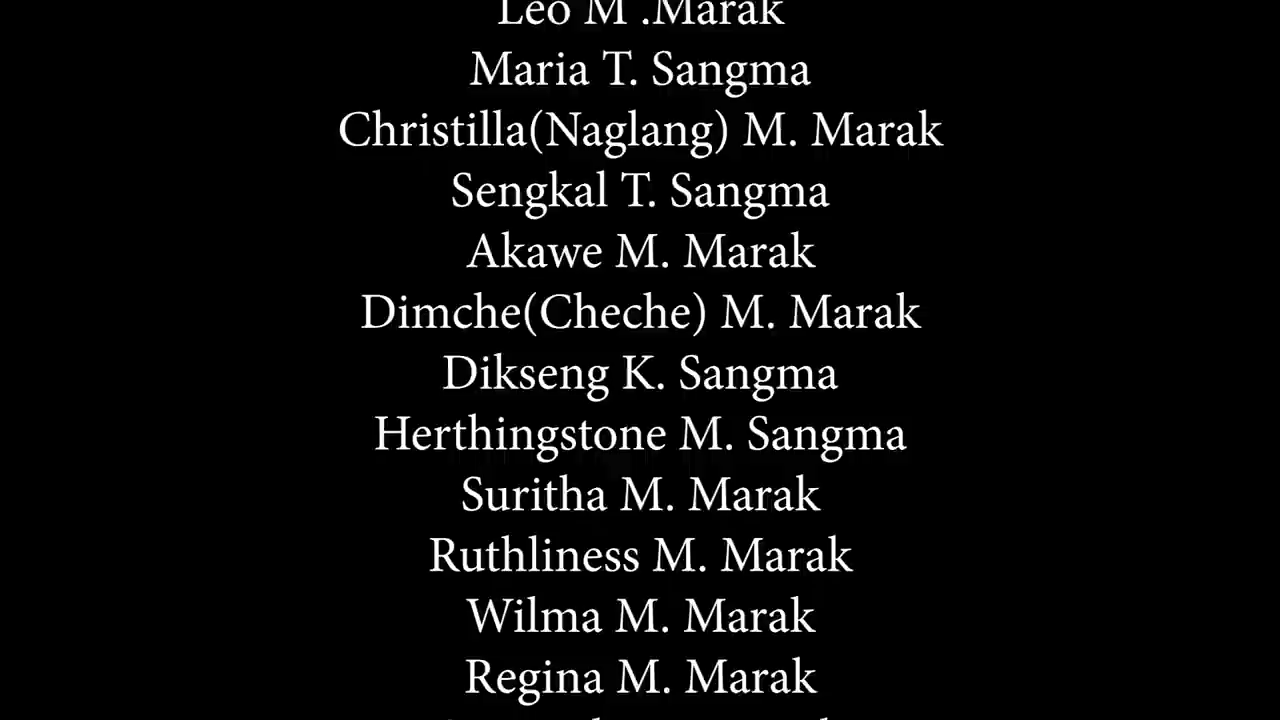 Leo M .Marak
Maria T. Sangma
Christilla(Naglang) M. Marak
Sengkal T. Sangma
Akawe M. Marak
Dimche(Cheche) M. Marak
Dikseng K. Sangma
Herthingstone M. Sangma
Suritha M. Marak
Ruthliness M. Marak
Wilma M. Marak
Regina M. Marak